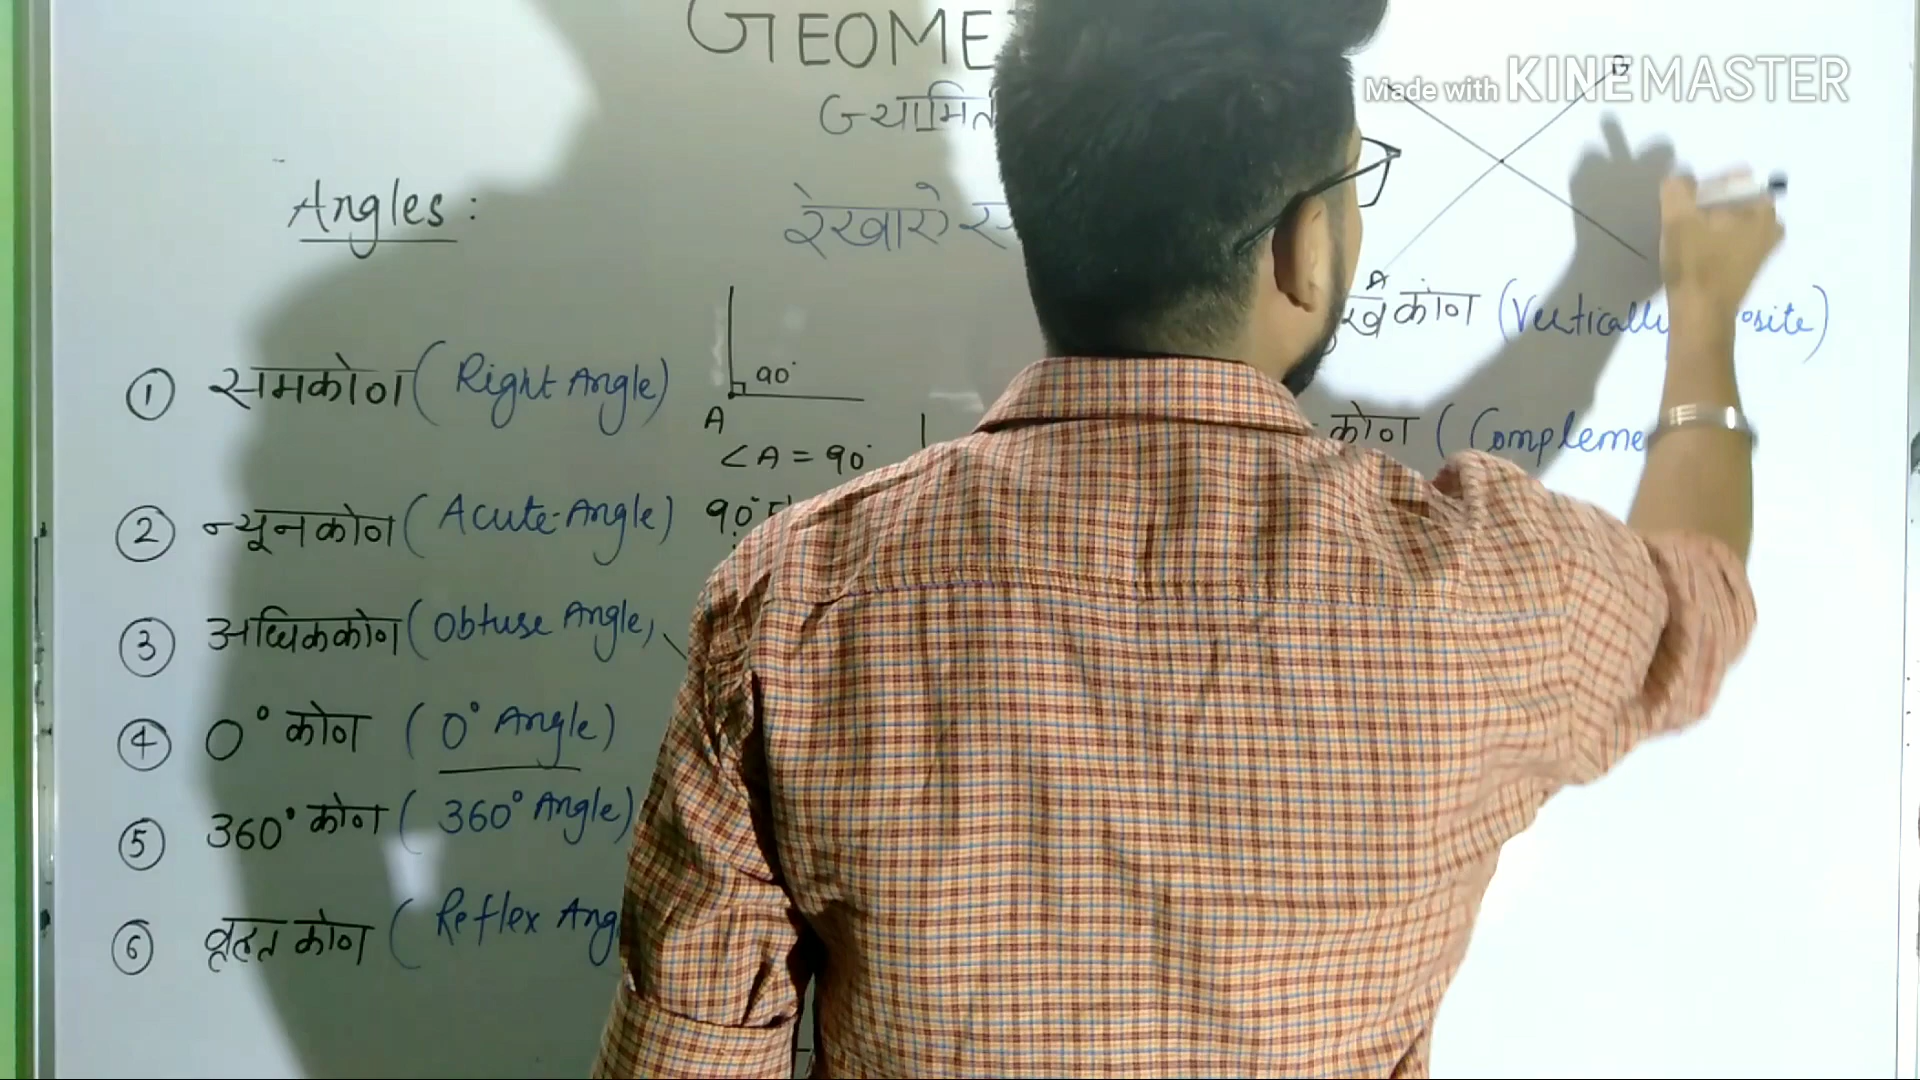 GEOME
Made with KINEMASTER
B
Angles :
A
कोण (Vertically
osite)
① समकोण ( Right Angle)
90°
A
∠A = 90°
कोण ( Compleme
② न्यूनकोण ( Acute-Angle) 90°
③ अधिककोण ( Obtuse Angle)
④ 0° कोण ( 0° Angle)
⑤ 360° कोण ( 360° Angle)
⑥ वृहत कोण ( Reflex Ang